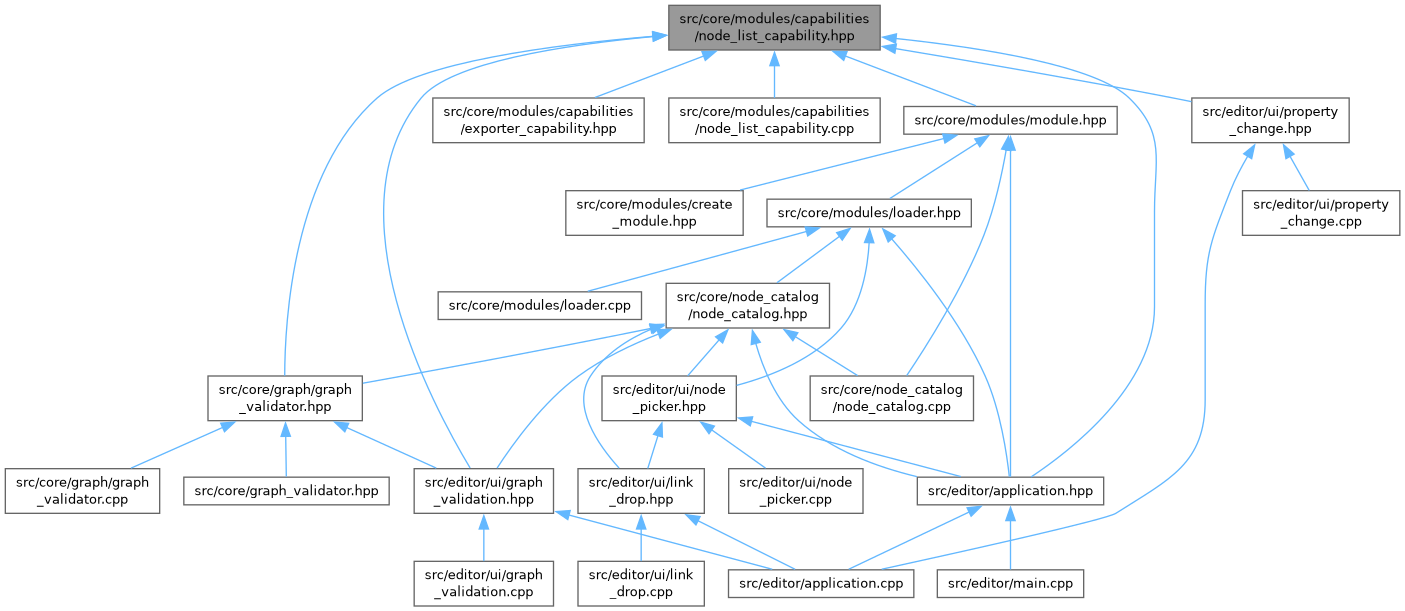 src/core/modules/capabilities
/node_list_capability.hpp
src/core/modules/capabilities
/exporter_capability.hpp
src/core/modules/capabilities
/node_list_capability.cpp
src/core/modules/module.hpp
src/editor/ui/property
_change.hpp
src/core/modules/create
_module.hpp
src/core/modules/loader.hpp
src/editor/ui/property
_change.cpp
src/core/modules/loader.cpp
src/core/node_catalog
/node_catalog.hpp
src/core/graph/graph
_validator.hpp
src/editor/ui/node
_picker.hpp
src/core/node_catalog
/node_catalog.cpp
src/core/graph/graph
_validator.cpp
src/core/graph_validator.hpp
src/editor/ui/graph
_validation.hpp
src/editor/ui/link
_drop.hpp
src/editor/ui/node
_picker.cpp
src/editor/application.hpp
src/editor/ui/graph
_validation.cpp
src/editor/ui/link
_drop.cpp
src/editor/application.cpp
src/editor/main.cpp